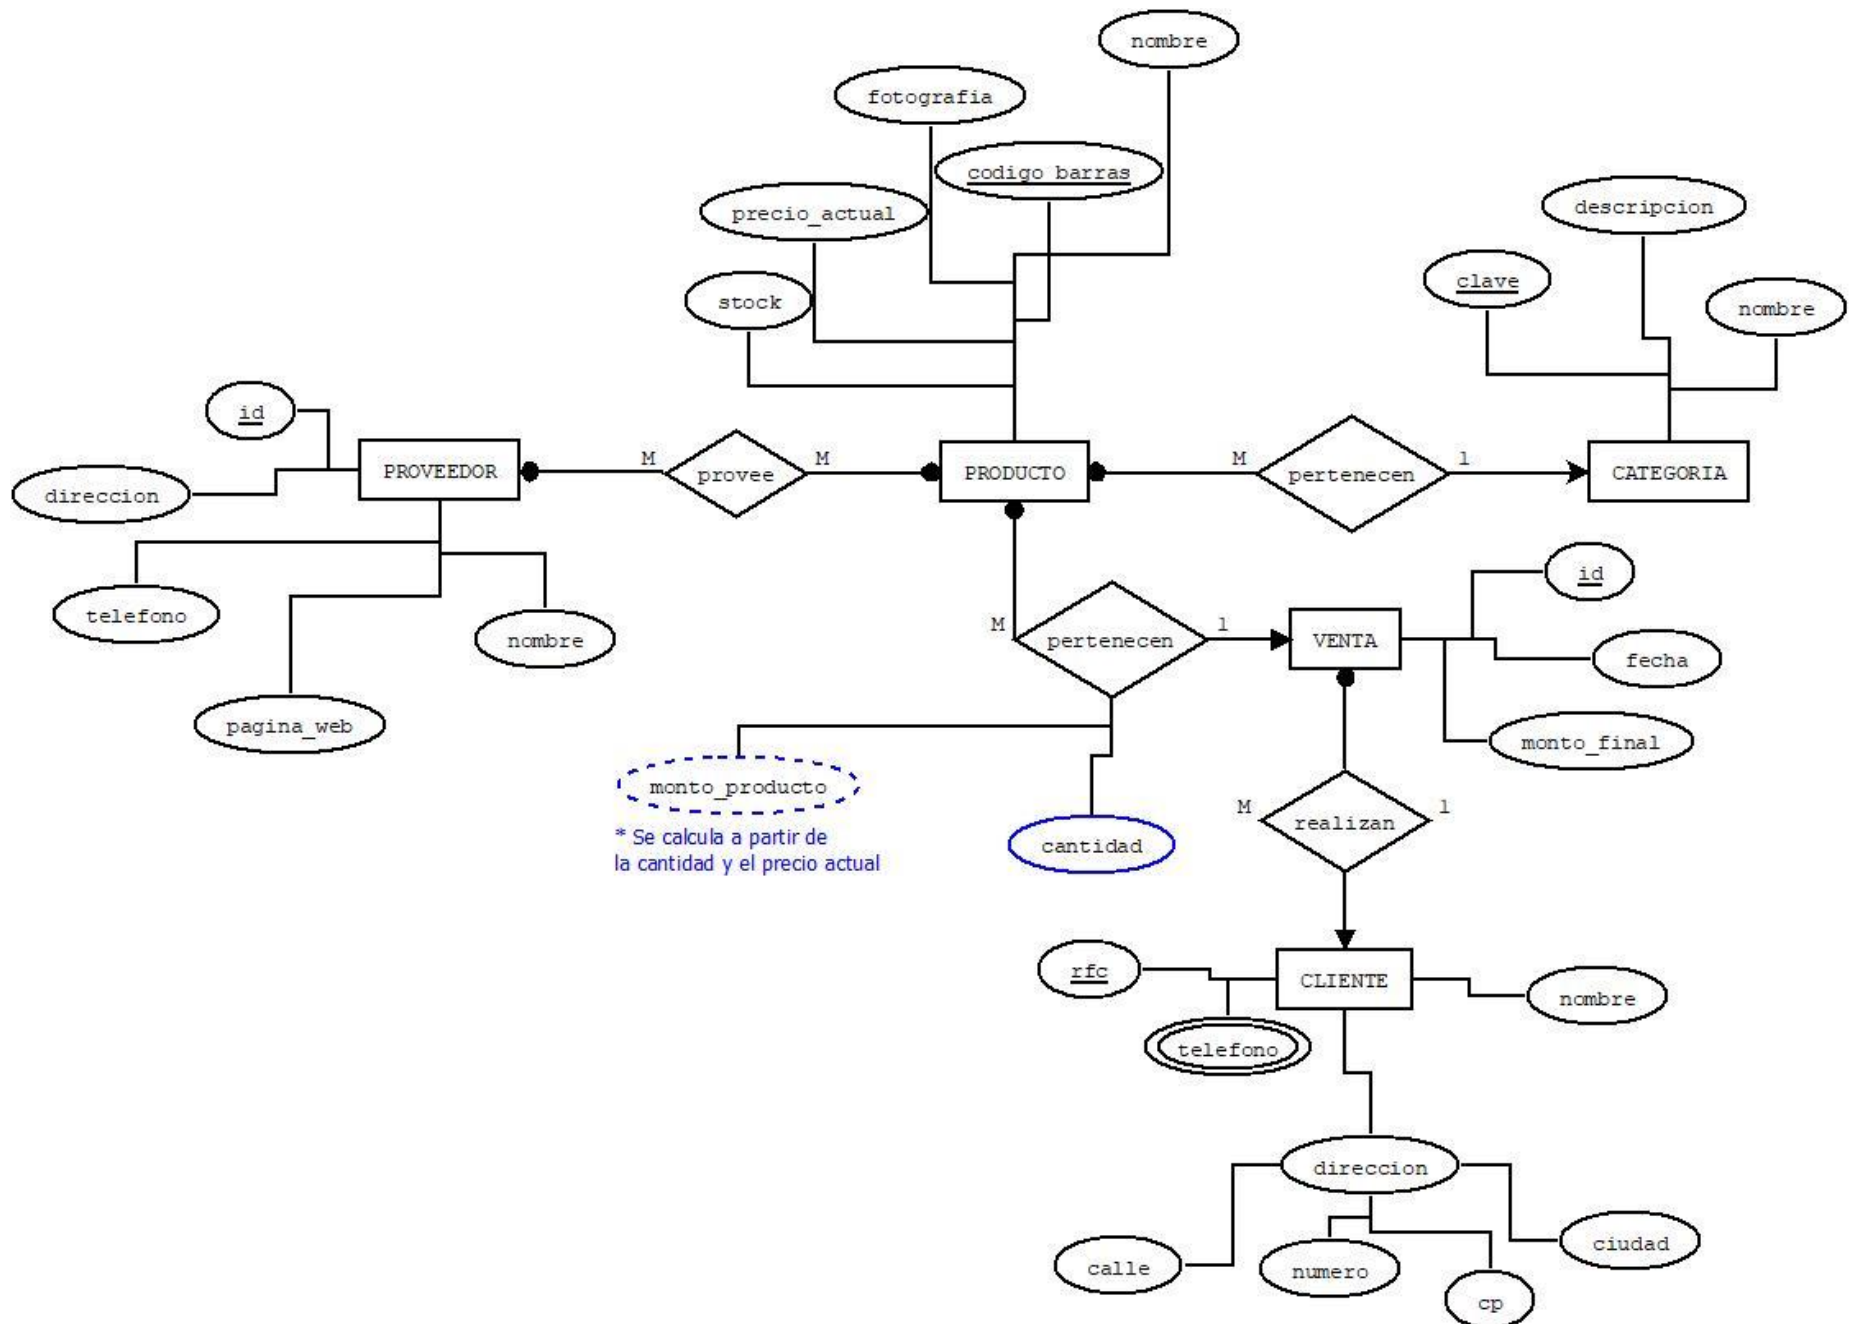 nombre
fotografia
codigo barras
precio_actual
stock
descripcion
clave
nombre
id
direccion
PROVEEDOR
M
provee
M
PRODUCTO
M
pertenecen
1
CATEGORIA
telefono
nombre
pagina_web
M
pertenecen
1
VENTA
id
fecha
monto_final
monto_producto
* Se calcula a partir de
la cantidad y el precio actual
cantidad
M
realizan
1
rfc
CLIENTE
nombre
telefono
direccion
calle
numero
cp
ciudad